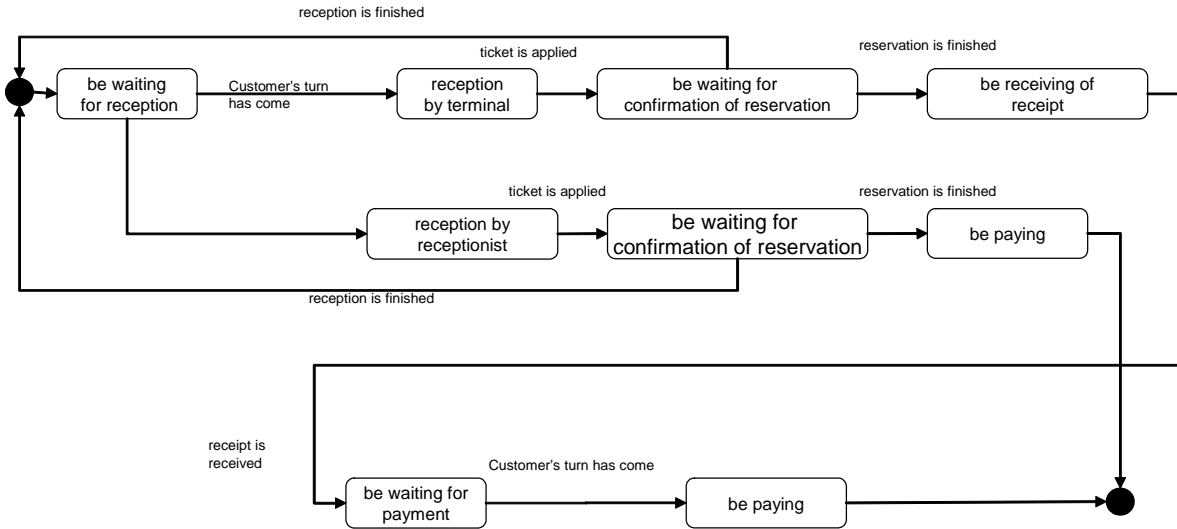 reception is finished
ticket is applied
reservation is finished
be waiting
for reception
Customer's turn
has come
reception
by terminal
be waiting for
confirmation of reservation
be receiving of
receipt
ticket is applied
reservation is finished
reception by
receptionist
be waiting for
confirmation of reservation
be paying
reception is finished
receipt is
received
Customer's turn has come
be waiting for
payment
be paying